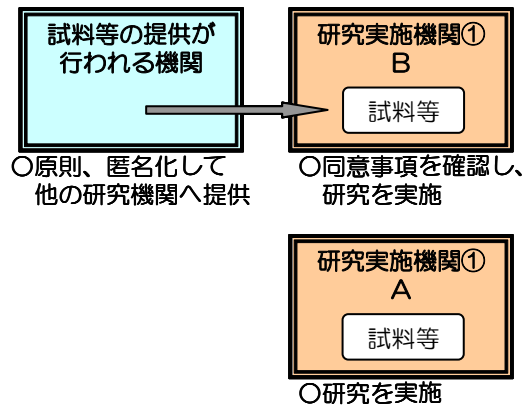 試料等の提供が
行われる機関
○原則、匿名化して
他の研究機関へ提供
研究実施機関①
B
試料等
○同意事項を確認し、
研究を実施
研究実施機関①
A
試料等
○研究を実施